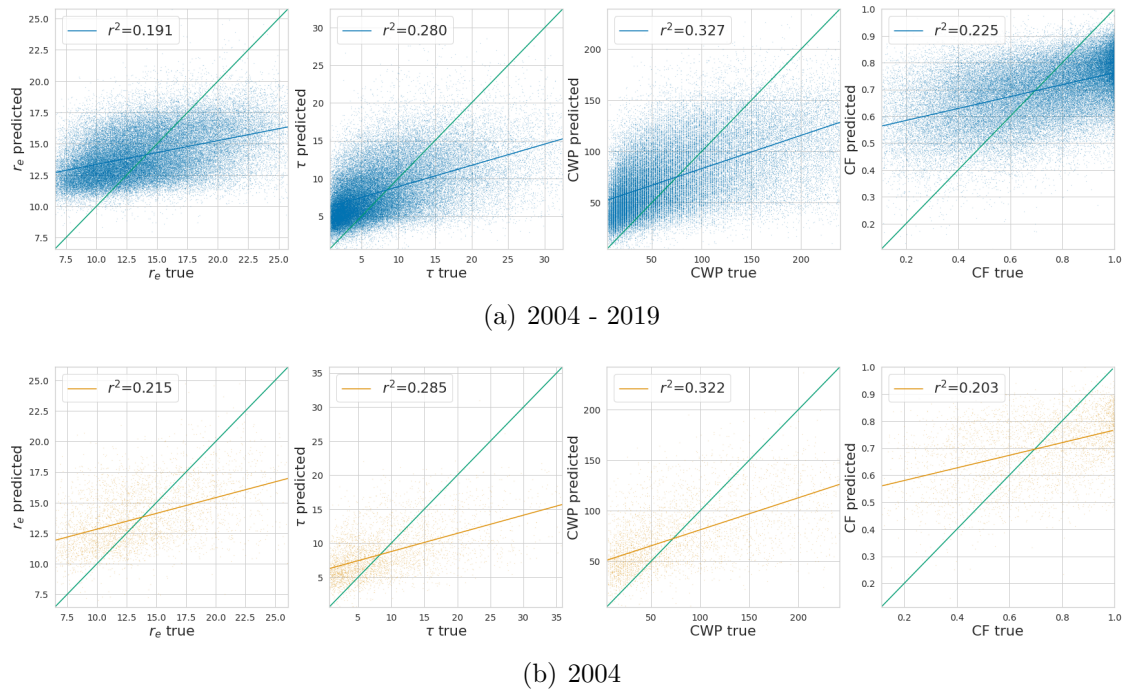 r²=0.191
25.0
22.5
20.0
17.5
15.0
12.5
10.0
7.5
r_e predicted
7.5 10.0 12.5 15.0 17.5 20.0 22.5 25.0
r_e true
r²=0.280
30
25
20
15
10
5
τ predicted
5 10 15 20 25 30
τ true
r²=0.327
200
150
100
50
CWP predicted
50 100 150 200
CWP true
r²=0.225
1.0
0.9
0.8
0.7
0.6
0.5
0.4
0.3
0.2
CF predicted
0.2 0.4 0.6 0.8 1.0
CF true
(a) 2004 - 2019
r²=0.215
25.0
22.5
20.0
17.5
15.0
12.5
10.0
7.5
r_e predicted
7.5 10.0 12.5 15.0 17.5 20.0 22.5 25.0
r_e true
r²=0.285
35
30
25
20
15
10
5
τ predicted
5 10 15 20 25 30 35
τ true
r²=0.322
200
150
100
50
CWP predicted
50 100 150 200
CWP true
r²=0.203
1.0
0.9
0.8
0.7
0.6
0.5
0.4
0.3
0.2
CF predicted
0.2 0.4 0.6 0.8 1.0
CF true
(b) 2004